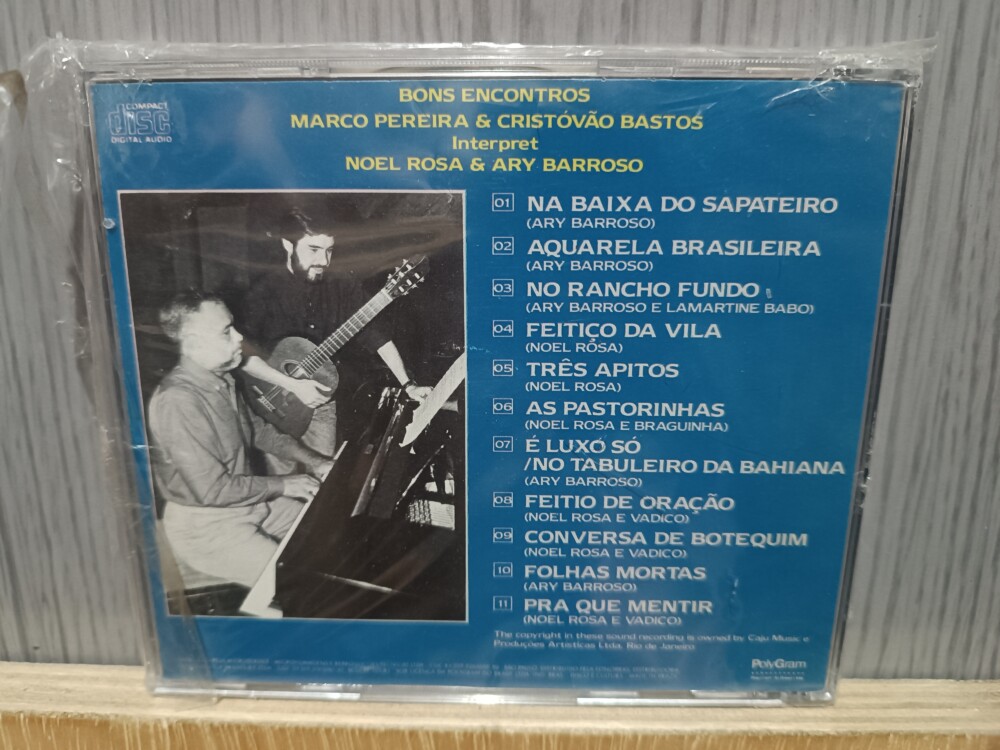 COMPACT
disc
DIGITAL AUDIO
BONS ENCONTROS
MARCO PEREIRA & CRISTÓVÃO BASTOS
Interpret
NOEL ROSA & ARY BARROSO
01 NA BAIXA DO SAPATEIRO
(ARY BARROSO)
02 AQUARELA BRASILEIRA
(ARY BARROSO)
03 NO RANCHO FUNDO
(ARY BARROSO E LAMARTINE BABO)
04 FEITIÇO DA VILA
(NOEL ROSA)
05 TRÊS APITOS
(NOEL ROSA)
06 AS PASTORINHAS
(NOEL ROSA E BRAGUINHA)
07 É LUXO SÓ
/NO TABULEIRO DA BAHIANA
(ARY BARROSO)
08 FEITIO DE ORAÇÃO
(NOEL ROSA E VADICO)
09 CONVERSA DE BOTEQUIM
(NOEL ROSA E VADICO)
10 FOLHAS MORTAS
(ARY BARROSO)
11 PRA QUE MENTIR
(NOEL ROSA E VADICO)
The copyright in these sound recording is owned by Caju Music e
Produções Artísticas Ltda. Rio de Janeiro.
PolyGram